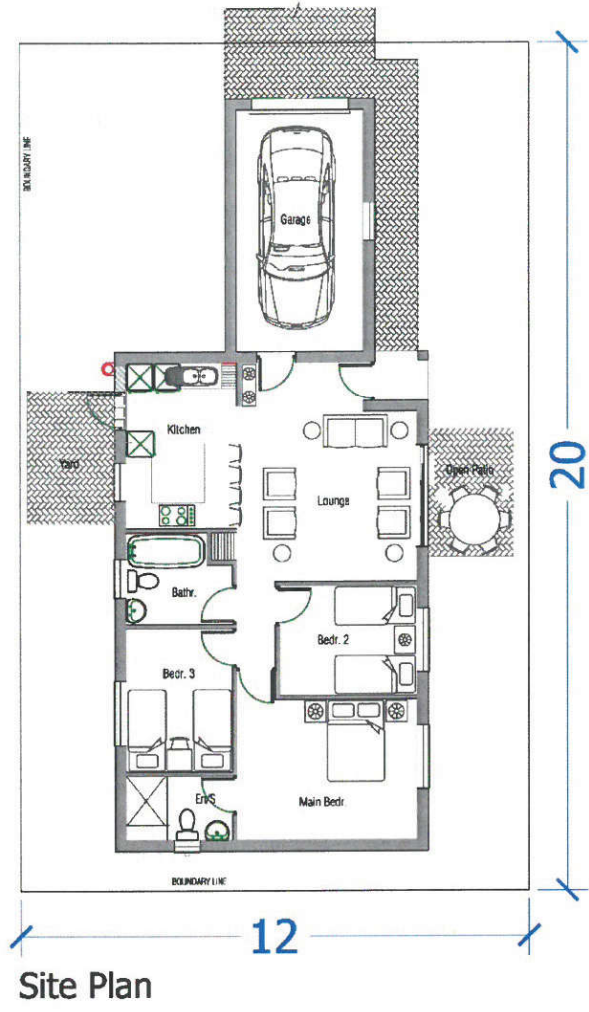 BOUNDARY LINE
Garage
Kitchen
Yard
Open Patio
20
Lounge
Bathr.
Bedr. 2
Bedr. 3
En/S
Main Bedr.
BOUNDARY LINE
12
Site Plan